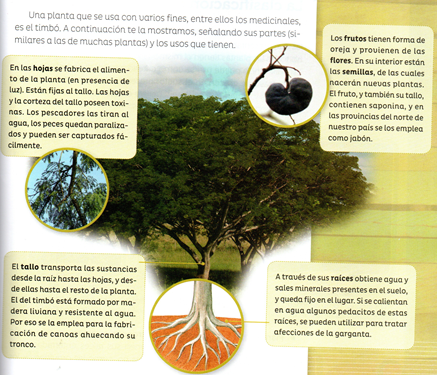 Una planta que se usa con varios fines, entre ellos los medicinales,
es el timbó. A continuación te la mostramos, señalando sus partes (si-
milares a las de muchas plantas) y los usos que tienen.
En las hojas se fabrica el alimen-
to de la planta (en presencia de
luz). Están fijas al tallo. Las hojas
y la corteza del tallo poseen toxi-
nas. Los pescadores las tiran al
agua, los peces quedan paraliza-
dos y pueden ser capturados fá-
cilmente.
Los frutos tienen forma de
oreja y provienen de las
flores. En su interior están
las semillas, de las cuales
nacerán nuevas plantas.
El fruto, y también su tallo,
contienen saponina, y en
las provincias del norte de
nuestro país se los emplea
como jabón.
El tallo transporta las sustancias
desde la raíz hasta las hojas, y des-
de ellas hasta el resto de la planta.
El del timbó está formado por ma-
dera liviana y resistente al agua.
Por eso se la emplea para la fabri-
cación de canoas ahuecando su
tronco.
A través de sus raíces obtiene agua y
sales minerales presentes en el suelo,
y queda fijo en el lugar. Si se calientan
en agua algunos pedacitos de estas
raíces, se pueden utilizar para tratar
afecciones de la garganta.